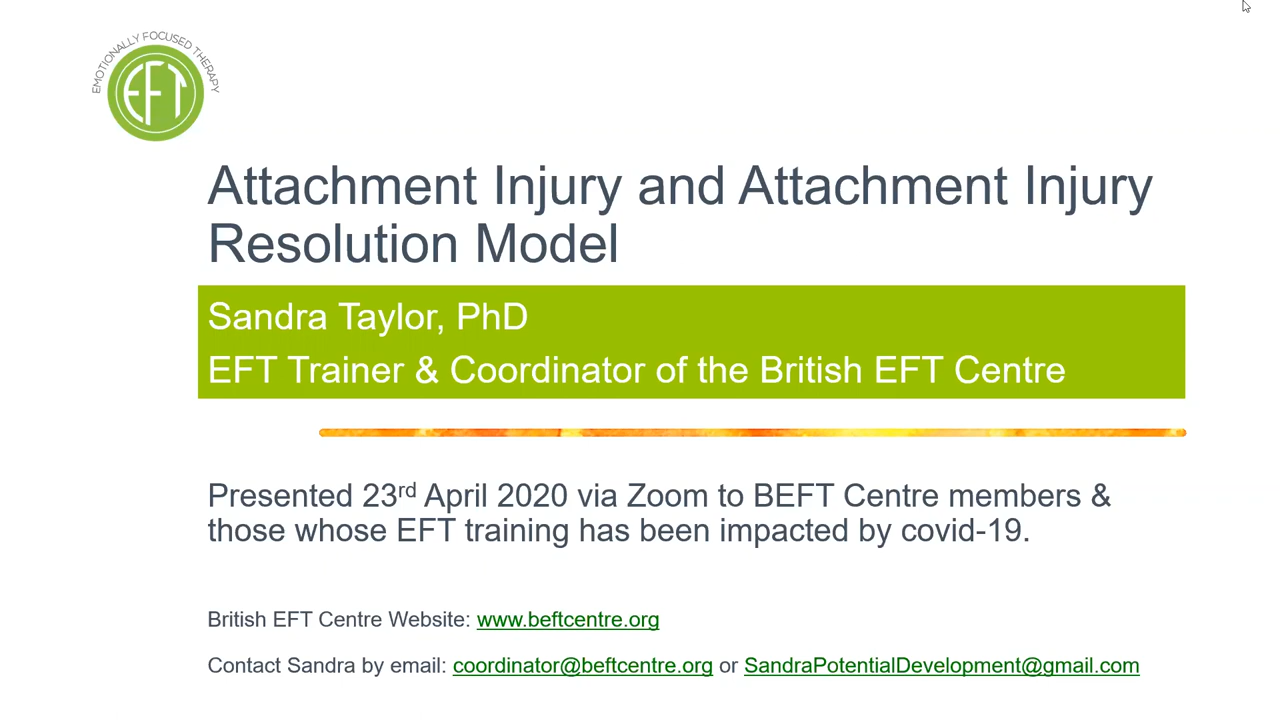 EMOTIONALLY FOCUSED THERAPY
EFT
Attachment Injury and Attachment Injury
Resolution Model
Sandra Taylor, PhD
EFT Trainer & Coordinator of the British EFT Centre
Presented 23rd April 2020 via Zoom to BEFT Centre members &
those whose EFT training has been impacted by covid-19.
British EFT Centre Website: www.beftcentre.org
Contact Sandra by email: coordinator@beftcentre.org or SandraPotentialDevelopment@gmail.com